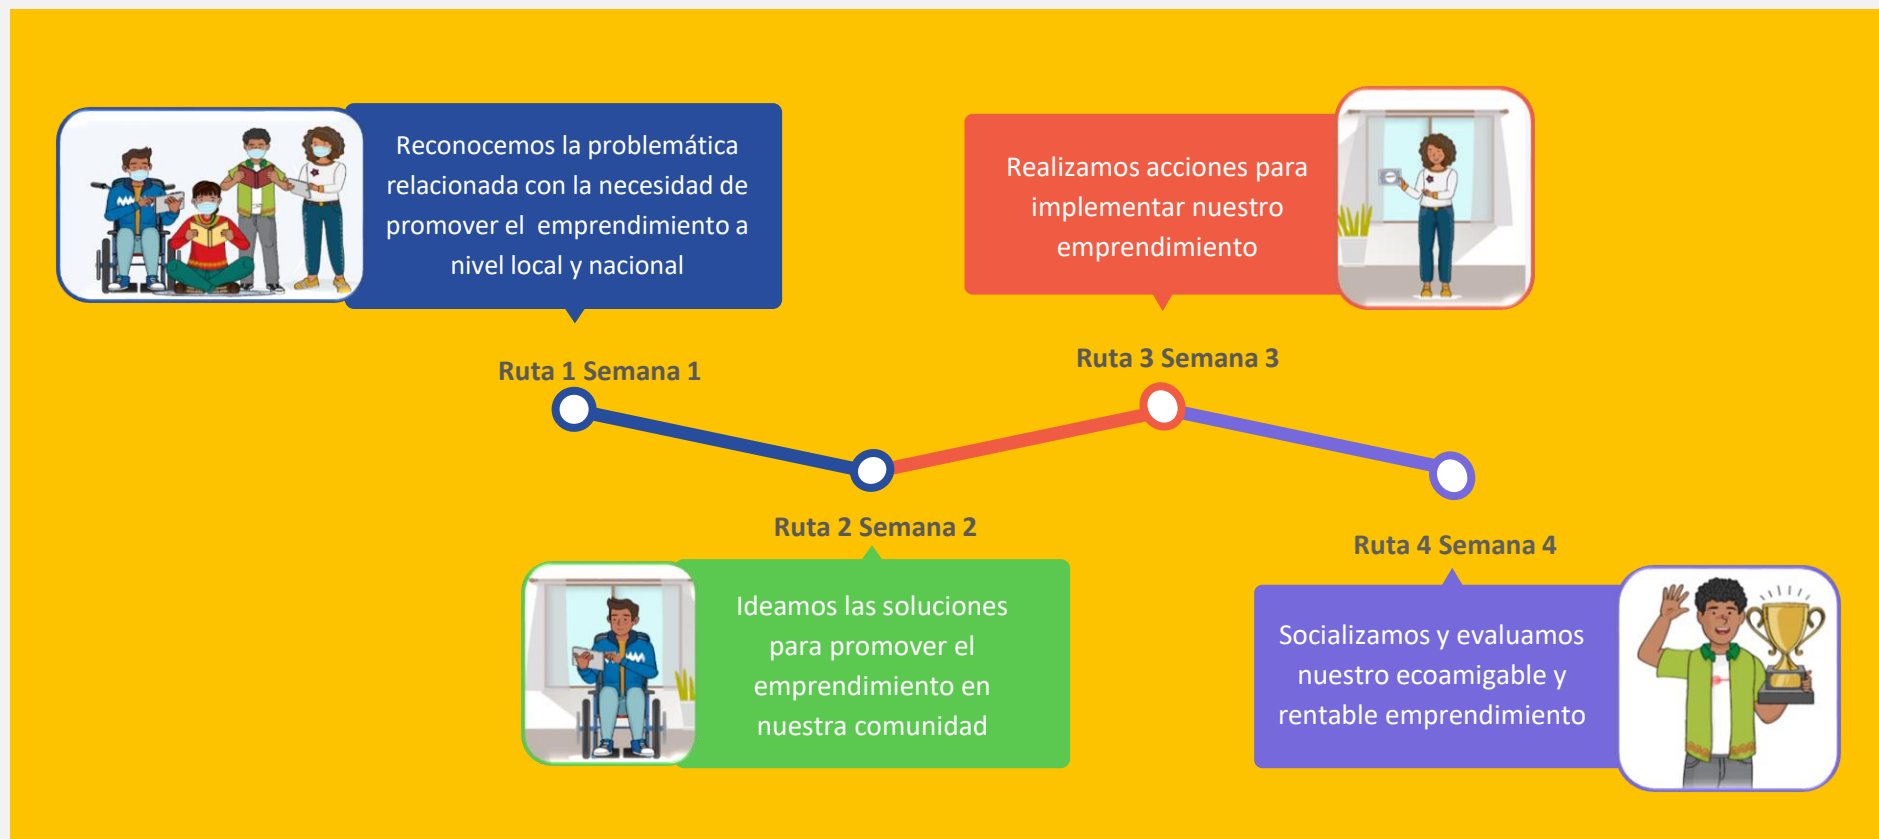 Reconocemos la problemática
relacionada con la necesidad de
promover el  emprendimiento a
nivel local y nacional
Ruta 1 Semana 1
Ideamos las soluciones
para promover el
emprendimiento en
nuestra comunidad
Ruta 2 Semana 2
Realizamos acciones para
implementar nuestro
emprendimiento
Ruta 3 Semana 3
Ruta 4 Semana 4
Socializamos y evaluamos
nuestro ecoamigable y
rentable emprendimiento